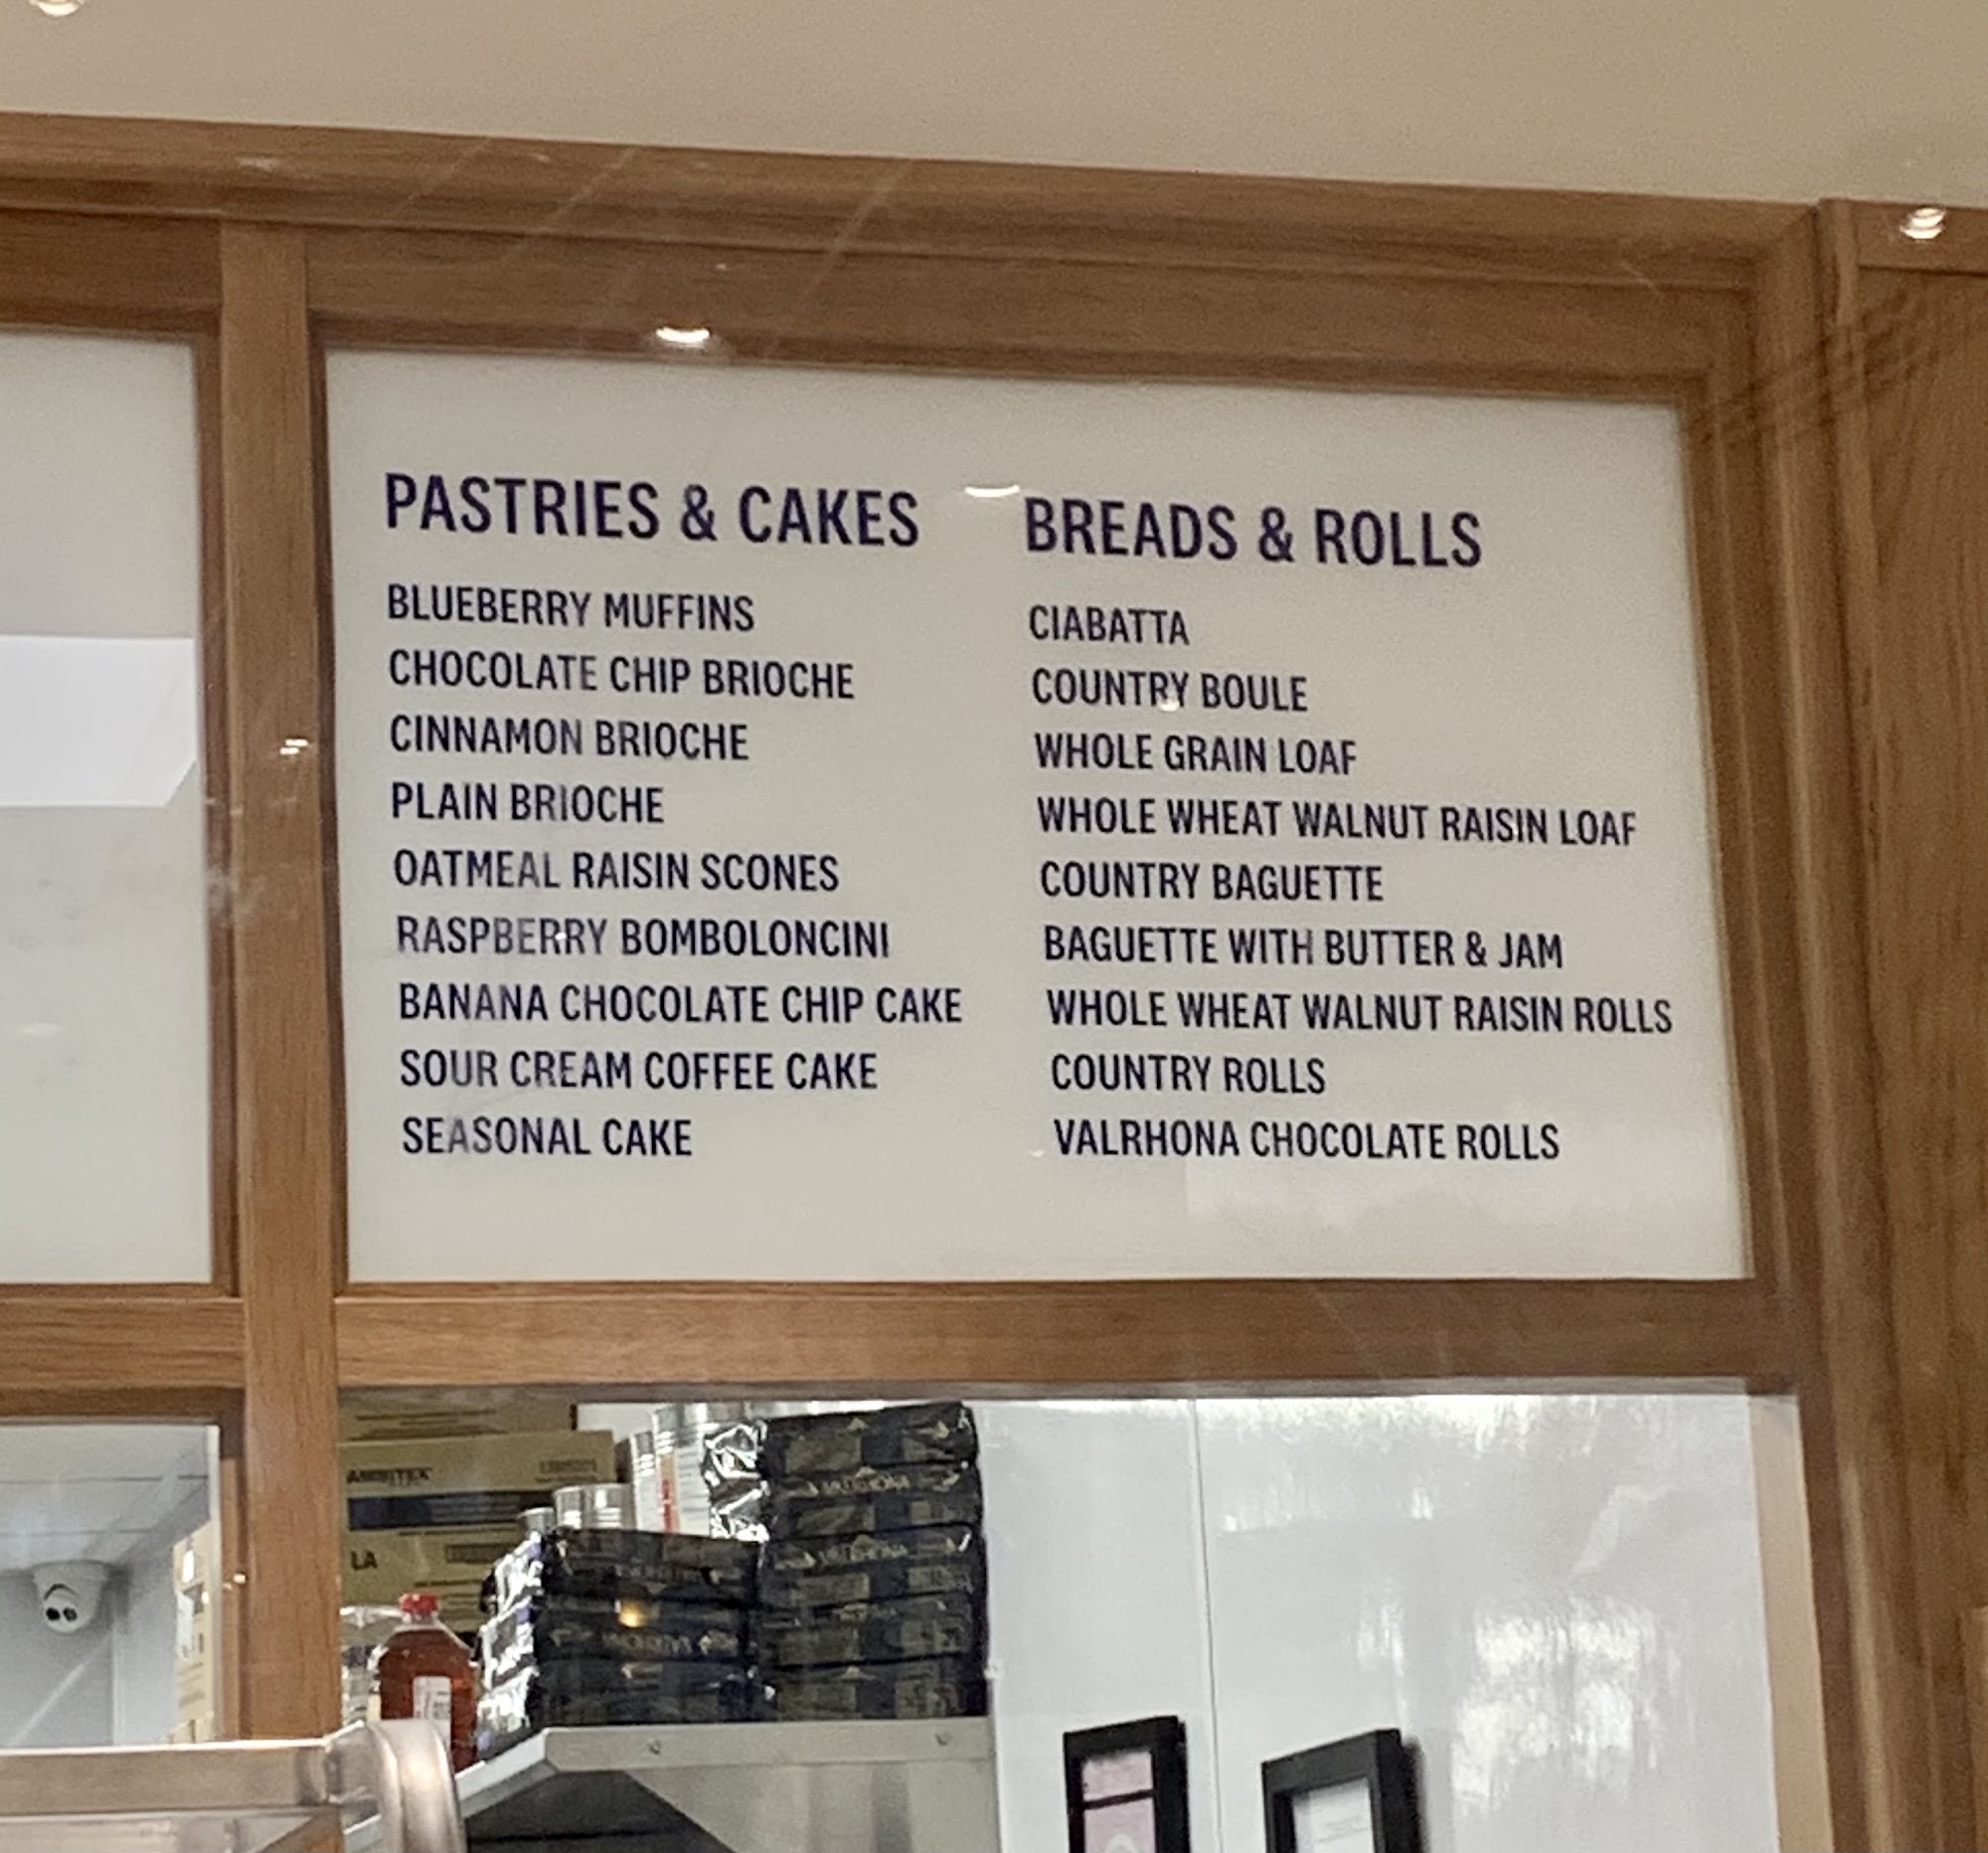 PASTRIES & CAKES
BLUEBERRY MUFFINS
CHOCOLATE CHIP BRIOCHE
CINNAMON BRIOCHE
PLAIN BRIOCHE
OATMEAL RAISIN SCONES
RASPBERRY BOMBOLONCINI
BANANA CHOCOLATE CHIP CAKE
SOUR CREAM COFFEE CAKE
SEASONAL CAKE
BREADS & ROLLS
CIABATTA
COUNTRY BOULE
WHOLE GRAIN LOAF
WHOLE WHEAT WALNUT RAISIN LOAF
COUNTRY BAGUETTE
BAGUETTE WITH BUTTER & JAM
WHOLE WHEAT WALNUT RAISIN ROLLS
COUNTRY ROLLS
VALRHONA CHOCOLATE ROLLS
LA